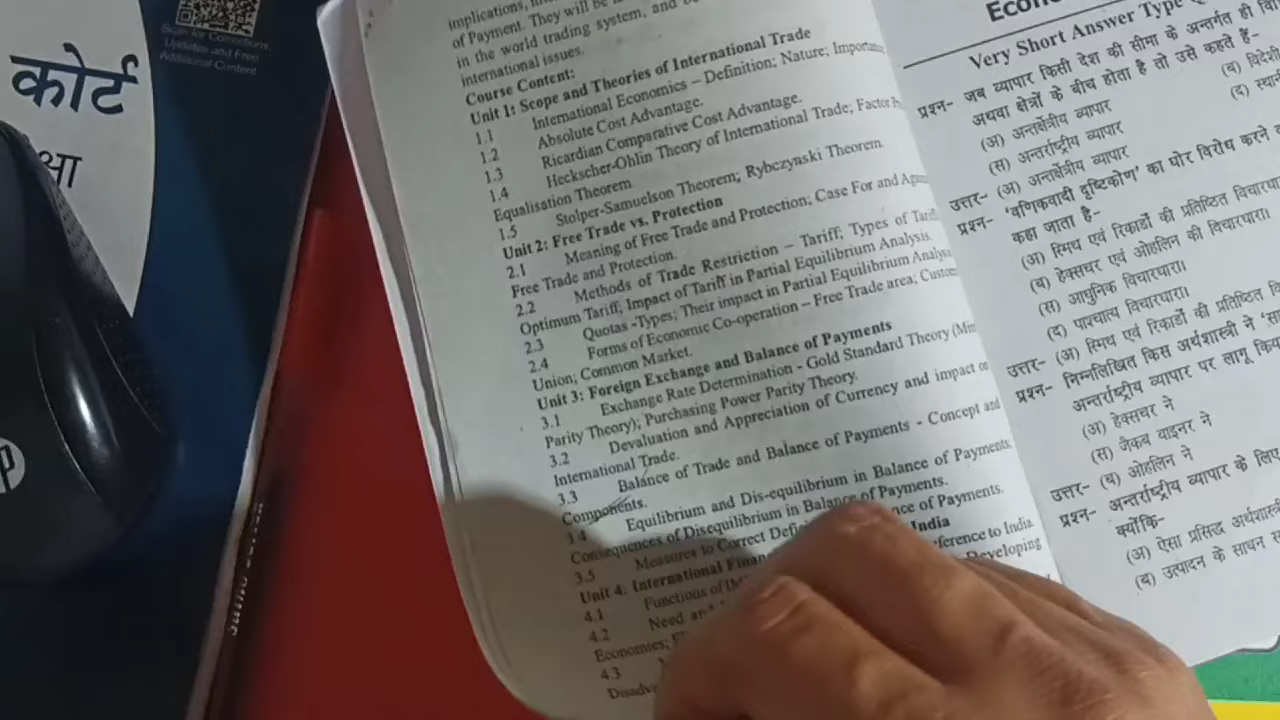 कोर्ट
Scan for Corrections,
Updates and Free
Additional Content
implications,
of Payment. They will be
in the world trading system, and
international issues.
Course Content:
Unit 1: Scope and Theories of International Trade
1.1 International Economics – Definition; Nature; Importance
1.2 Absolute Cost Advantage.
1.3 Ricardian Comparative Cost Advantage.
1.4 Heckscher-Ohlin Theory of International Trade; Factor
Equalisation Theorem.
1.5 Stolper-Samuelson Theorem; Rybczynski Theorem.
Unit 2: Free Trade vs. Protection
2.1 Meaning of Free Trade and Protection; Case For and
Free Trade and Protection.
2.2 Methods of Trade Restriction – Tariff; Types of Tariff
Optimum Tariff; Impact of Tariff in Partial Equilibrium Analysis.
2.3 Quotas -Types; Their impact in Partial Equilibrium Analysis
2.4 Forms of Economic Co-operation – Free Trade area; Custom
Union; Common Market.
Unit 3: Foreign Exchange and Balance of Payments
3.1 Exchange Rate Determination - Gold Standard Theory (Mint
Parity Theory); Purchasing Power Parity Theory.
3.2 Devaluation and Appreciation of Currency and impact on
International Trade.
3.3 Balance of Trade and Balance of Payments - Concept and
Components.
3.4 Equilibrium and Dis-equilibrium in Balance of Payments;
Consequences of Disequilibrium in Balance of Payments.
3.5 Measures to Correct Balance of Payments.
Unit 4: International India
4.1 Functions of to India.
4.2 Need Developing
Economies;
4.3
Very Short Answer Type
प्रश्न- जब व्यापार किसी देश की सीमा के अन्तर्गत ही
अथवा क्षेत्रों के बीच होता है तो उसे कहते हैं-
(अ) अन्तर्क्षेत्रीय व्यापार (ब) विदेशी
(स) अन्तर्राष्ट्रीय व्यापार (द)
उत्तर- (अ) अन्तर्क्षेत्रीय व्यापार
प्रश्न- 'वणिकवादी दृष्टिकोण' का घोर विरोध करने
कहा जाता है-
(अ) स्मिथ एवं रिकार्डो की प्रतिष्ठित विचारधारा
(ब) हेक्सचर एवं ओहलिन की विचारधारा।
(स) आधुनिक विचारधारा।
(द) पाश्चात्य विचारधारा।
उत्तर- (अ) स्मिथ एवं रिकार्डो की प्रतिष्ठित
प्रश्न- निम्नलिखित किस अर्थशास्त्री ने
अन्तर्राष्ट्रीय व्यापार पर लागू किया
(अ) हेक्सचर ने
(स) जेकब वाइनर ने
उत्तर- (ब) ओहलिन ने
प्रश्न- अन्तर्राष्ट्रीय व्यापार के लिए
क्योंकि-
(अ) ऐसा प्रसिद्ध अर्थशास्त्री
(ब) उत्पादन के साधन